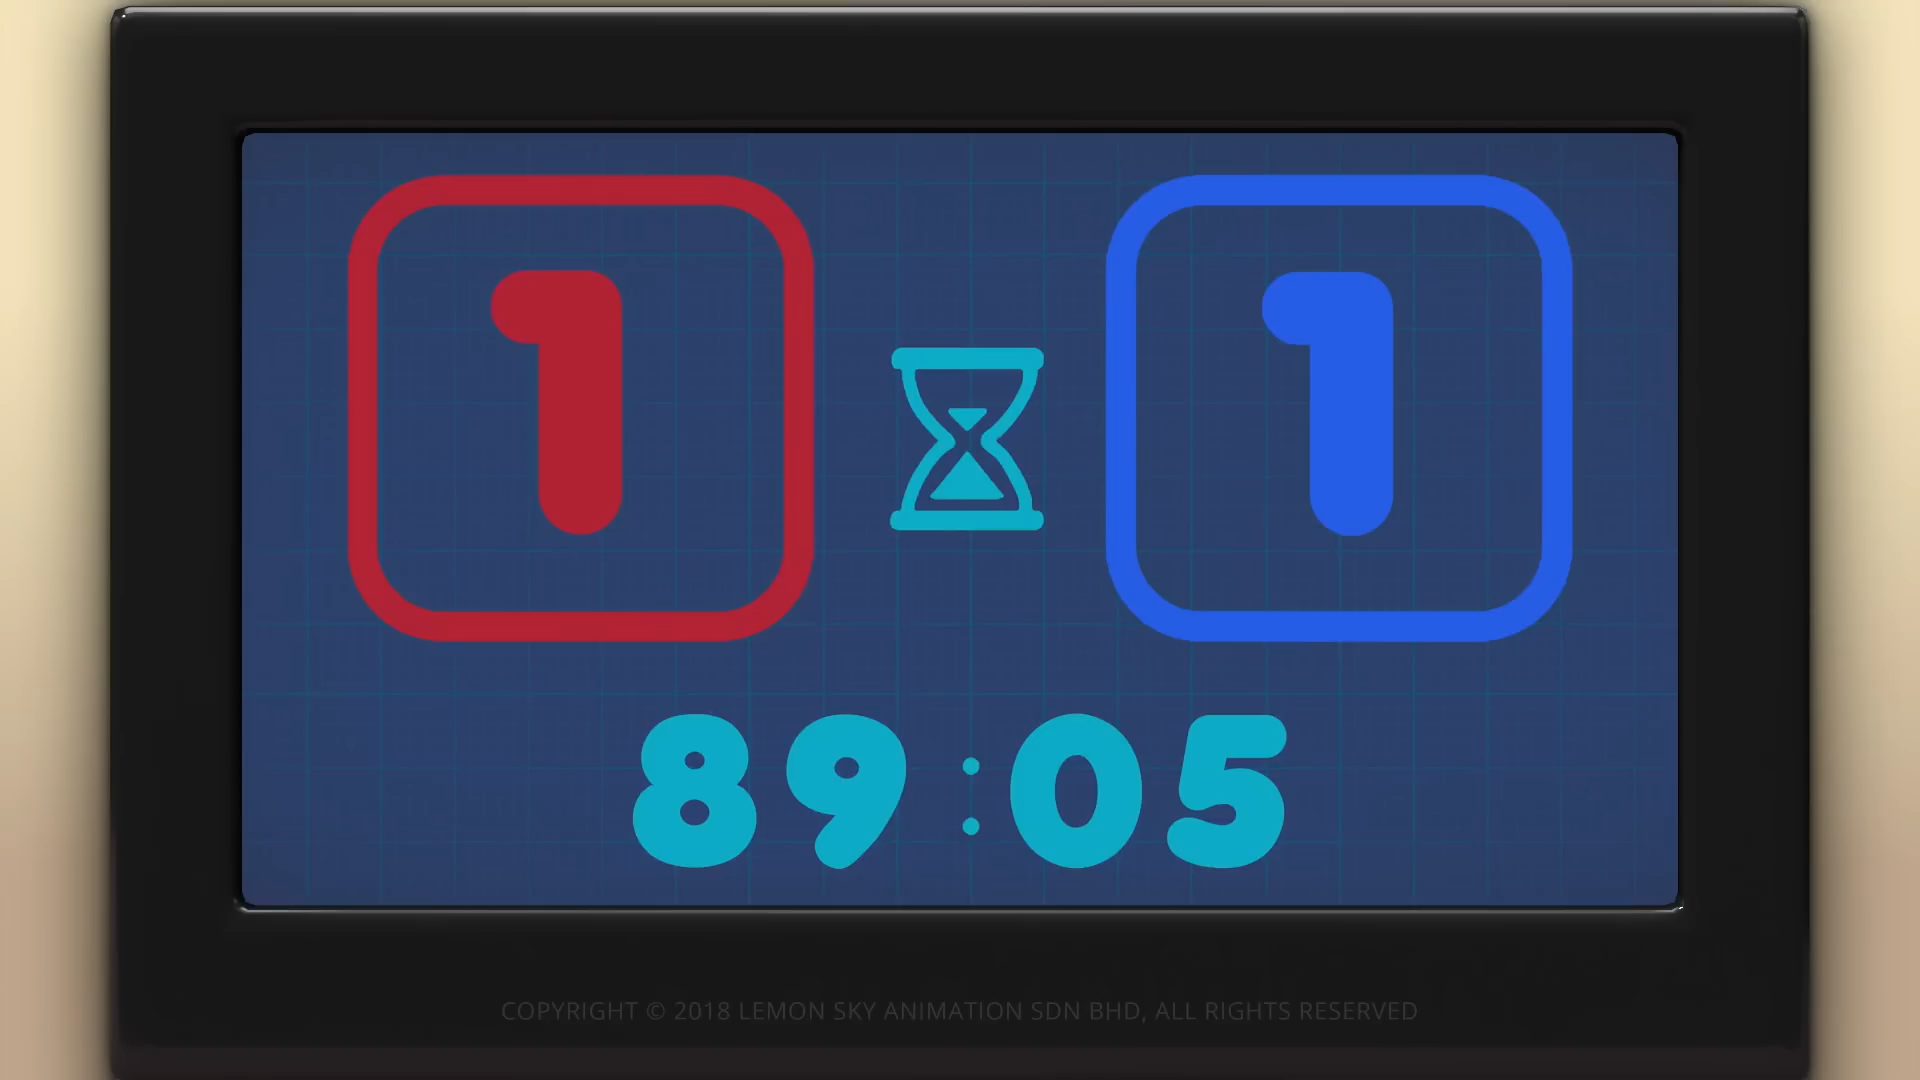 1 1
89:05
COPYRIGHT © 2018 LEMON SKY ANIMATION SDN BHD, ALL RIGHTS RESERVED